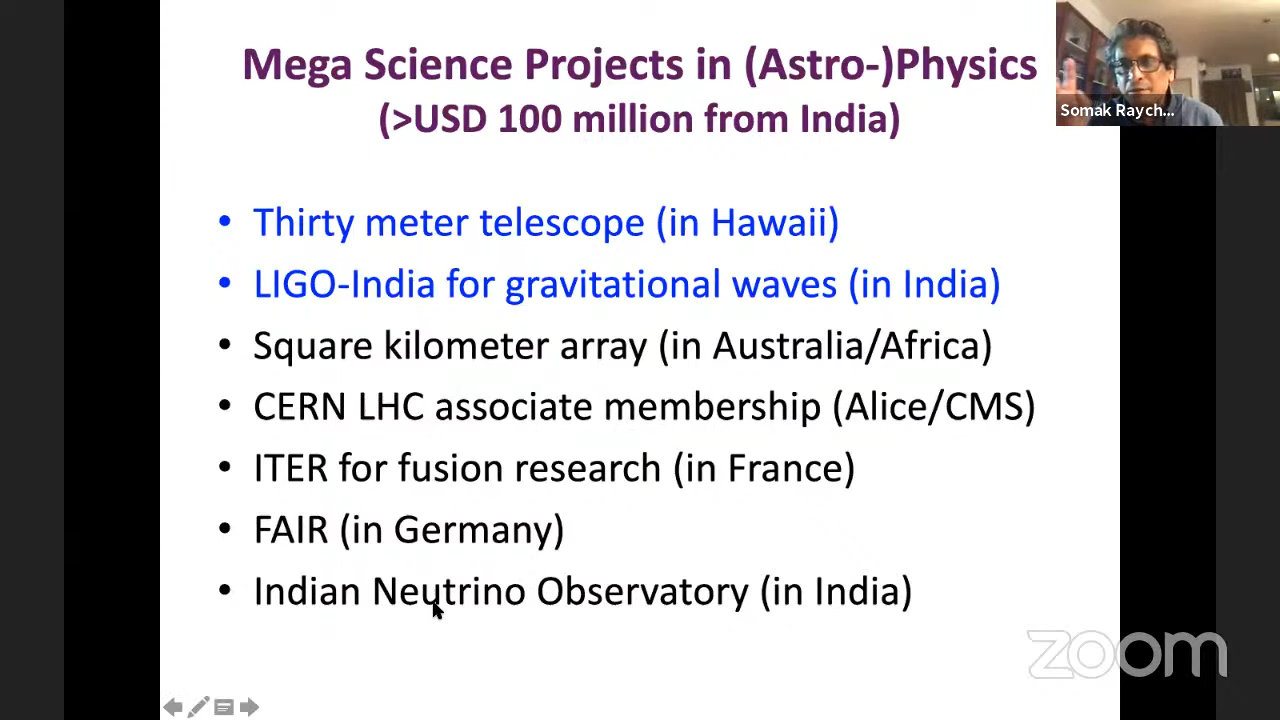 Mega Science Projects in (Astro-)Physics
(>USD 100 million from India)
Somak Raych...
• Thirty meter telescope (in Hawaii)
• LIGO-India for gravitational waves (in India)
• Square kilometer array (in Australia/Africa)
• CERN LHC associate membership (Alice/CMS)
• ITER for fusion research (in France)
• FAIR (in Germany)
• Indian Neutrino Observatory (in India)
zoom